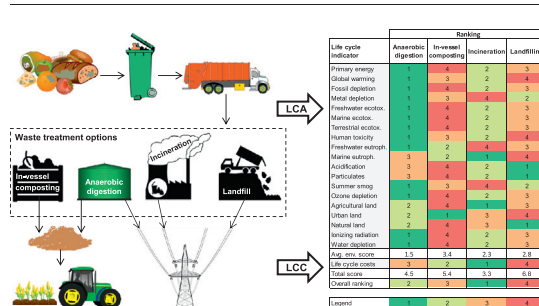 Ranking
Life cycle indicator Anaerobic digestion In-vessel composting Incineration Landfilling
Primary energy 1 4 2 3
Global warming 1 3 2 4
Fossil depletion 1 4 2 3
Metal depletion 1 3 4 2
Freshwater ecotox. 1 4 2 3
Marine ecotox. 1 4 2 3
Terrestrial ecotox. 1 4 2 3
Human toxicity 1 3 2 4
Freshwater eutroph. 1 2 4 3
Marine eutroph. 3 2 1 4
Acidification 3 4 2 1
Particulates 3 4 2 1
Summer smog 1 3 4 2
Ozone depletion 1 4 2 3
Agricultural land 2 4 1 3
Urban land 2 1 3 4
Natural land 2 4 3 1
Ionizing radiation 1 4 2 3
Water depletion 1 4 2 3
Avg. env. score 1.5 3.4 2.3 2.8
Life cycle costs 3 2 1 4
Total score 4.5 5.4 3.3 6.8
Overall ranking 2 3 1 4
Legend 1 2 3 4
LCA
LCC
Waste treatment options
In-vessel
composting
Anaerobic
digestion
Incineration
Landfill